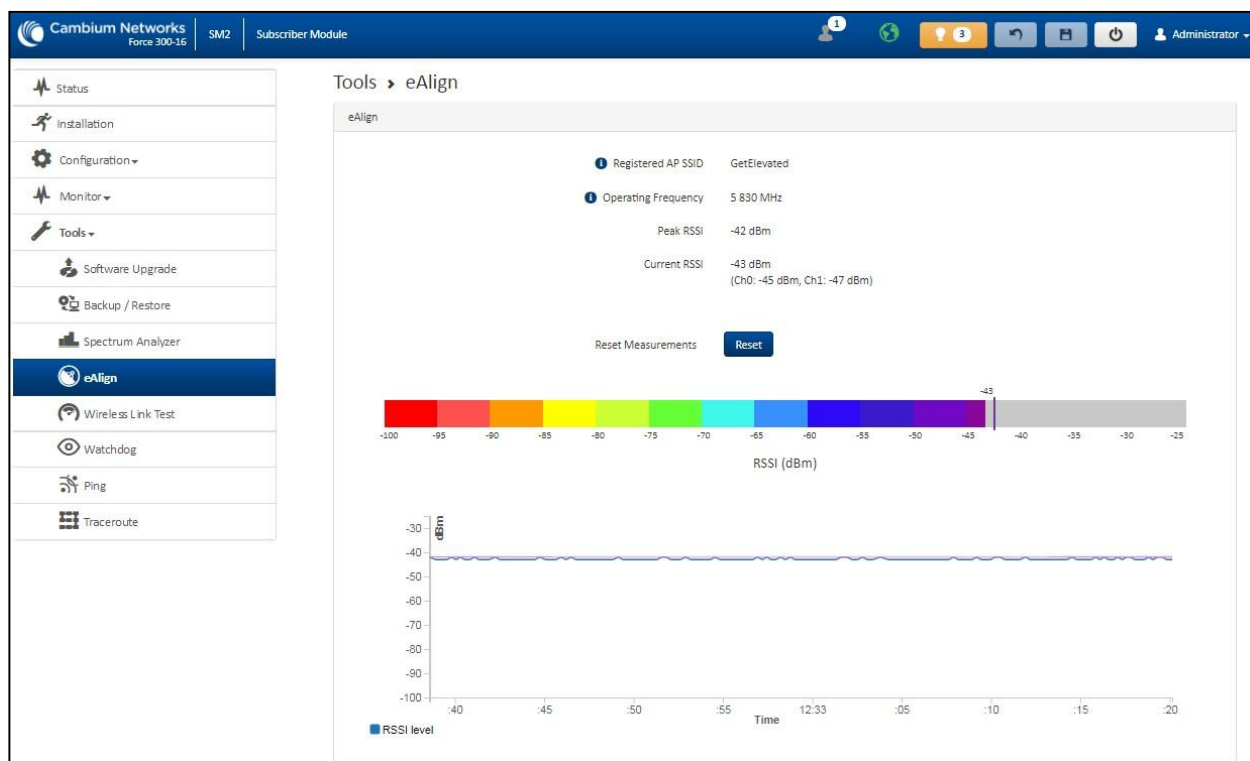 Cambium Networks
Force 300-16
SM2
Subscriber Module
1
3
Administrator
Status
Installation
Configuration
Monitor
Tools
Software Upgrade
Backup / Restore
Spectrum Analyzer
eAlign
Wireless Link Test
Watchdog
Ping
Traceroute
Tools > eAlign
eAlign
Registered AP SSID GetElevated
Operating Frequency 5 830 MHz
Peak RSSI -42 dBm
Current RSSI -43 dBm
(Ch0: -45 dBm, Ch1: -47 dBm)
Reset Measurements Reset
-43
-100 -95 -90 -85 -80 -75 -70 -65 -60 -55 -50 -45 -40 -35 -30 -25
RSSI (dBm)
dBm
-30
-40
-50
-60
-70
-80
-90
-100
:40 :45 :50 :55 12:33 :05 :10 :15 :20
Time
RSSI level